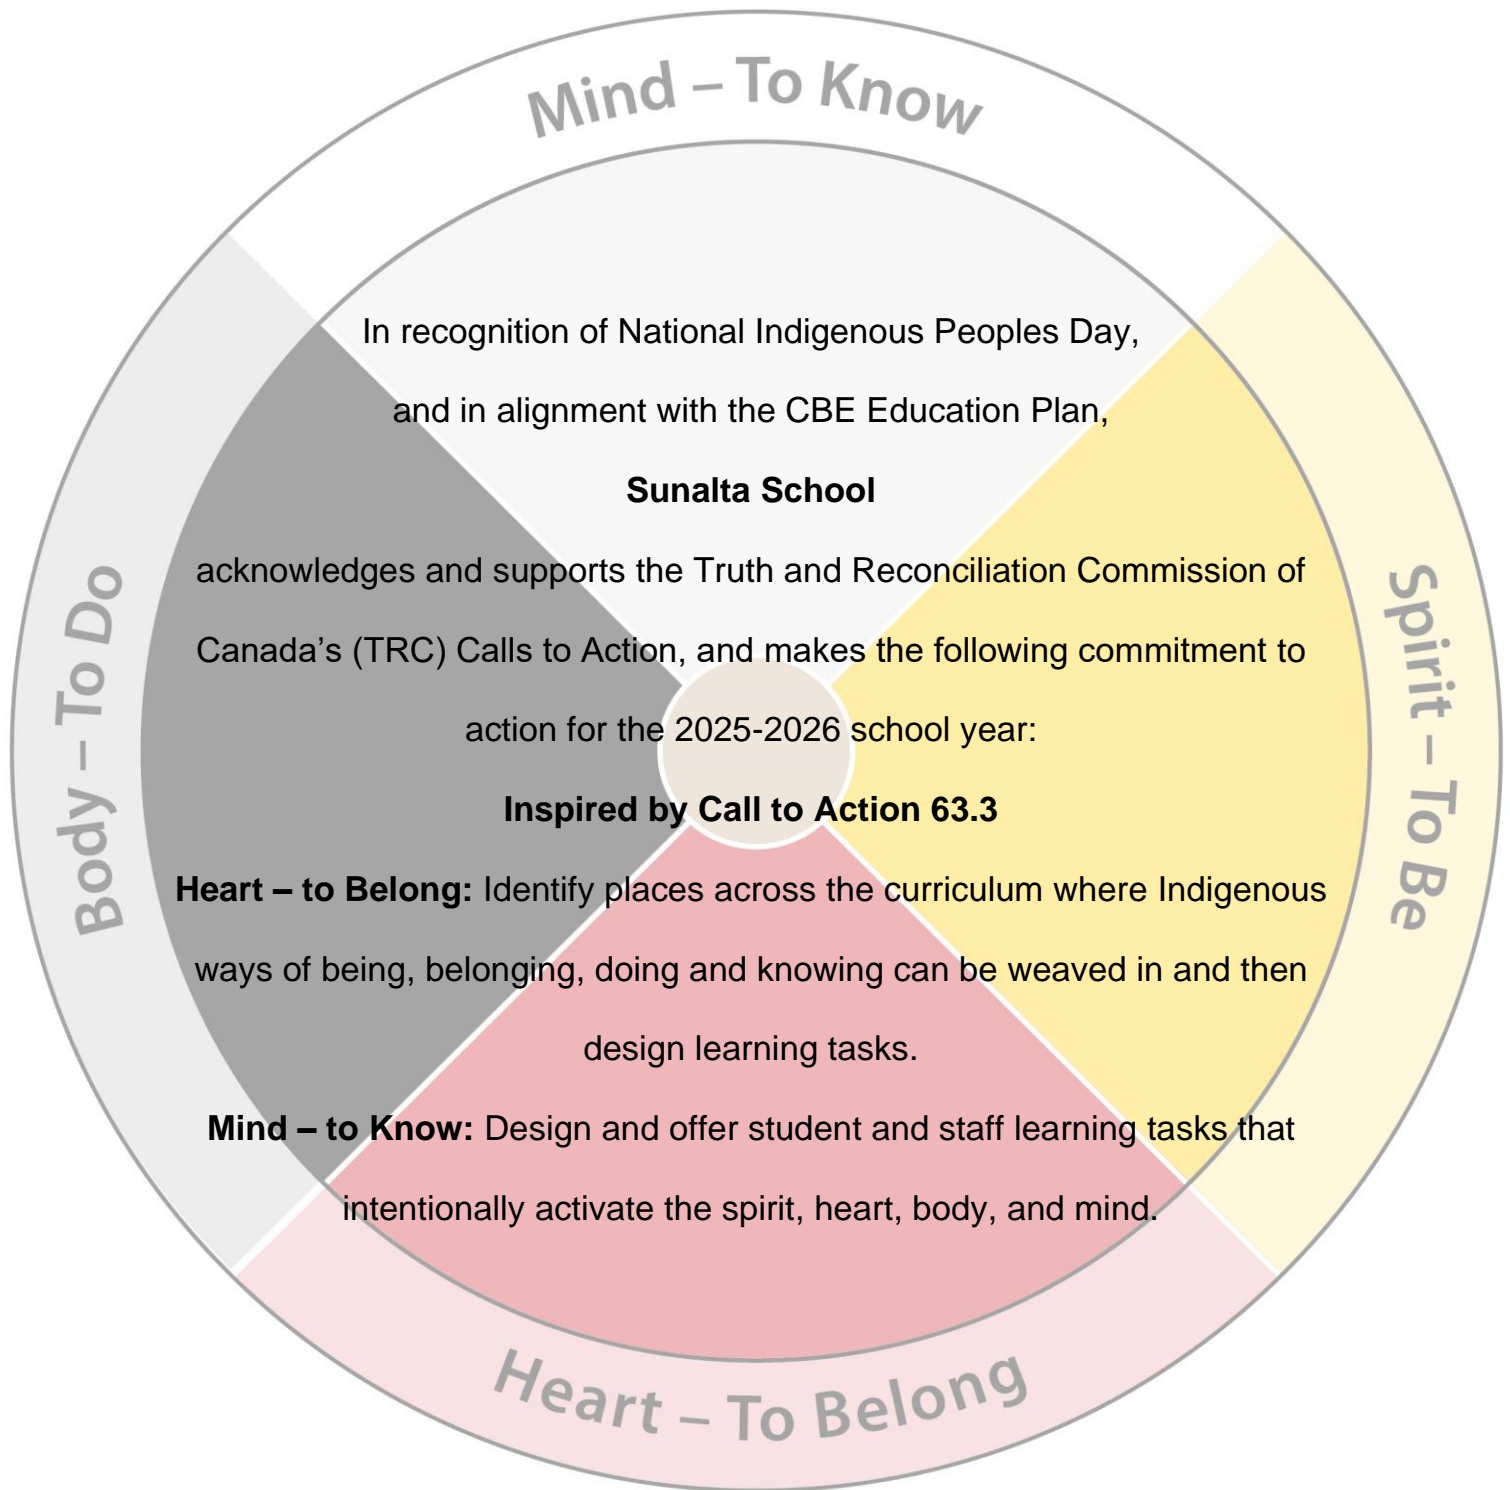 Mind – To Know
In recognition of National Indigenous Peoples Day,
and in alignment with the CBE Education Plan,
Sunalta School
acknowledges and supports the Truth and Reconciliation Commission of
Canada’s (TRC) Calls to Action, and makes the following commitment to
action for the 2025-2026 school year:
Inspired by Call to Action 63.3
Heart – to Belong: Identify places across the curriculum where Indigenous
ways of being, belonging, doing and knowing can be weaved in and then
design learning tasks.
Mind – to Know: Design and offer student and staff learning tasks that
intentionally activate the spirit, heart, body, and mind.
Body – To Do
Spirit – To Be
Heart – To Belong